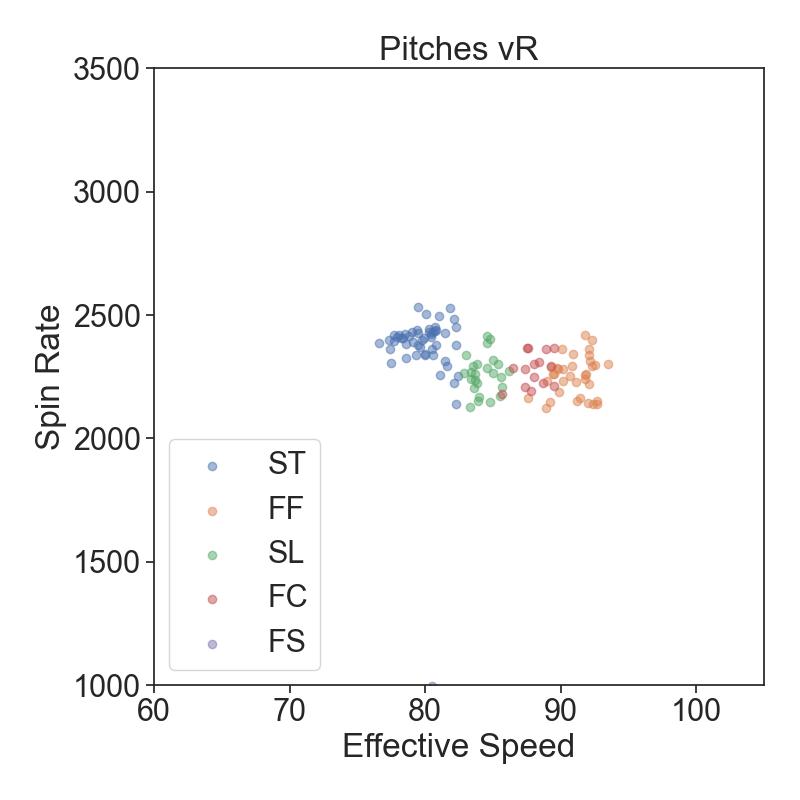 Pitches vR
3500
3000
2500
2000
1500
1000
Spin Rate
ST
FF
SL
FC
FS
60 70 80 90 100
Effective Speed